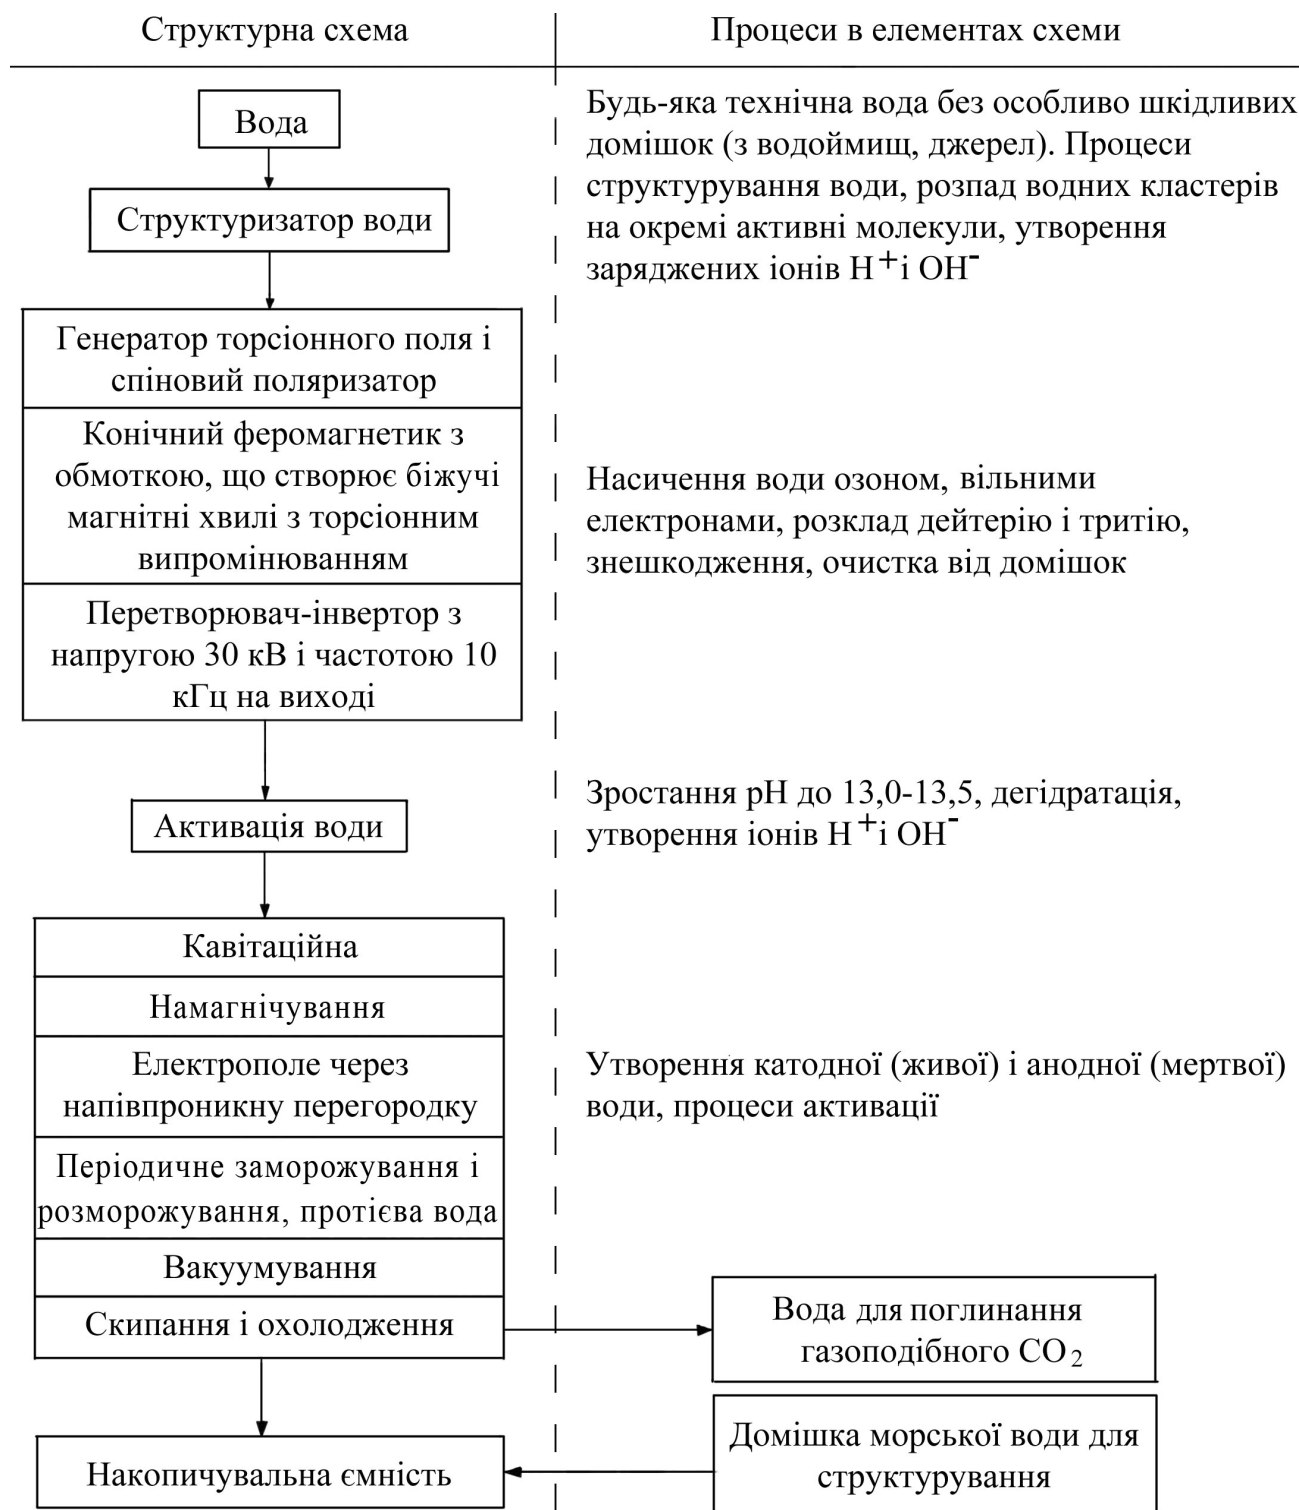 Структурна схема
Процеси в елементах схеми
Вода
Будь-яка технічна вода без особливо шкідливих
домішок (з водоймищ, джерел). Процеси
структурування води, розпад водних кластерів
на окремі активні молекули, утворення
заряджених іонів H⁺і OH⁻
Структуризатор води
Генератор торсіонного поля і
спіновий поляризатор
Конічний феромагнетик з
обмоткою, що створює біжучі
магнітні хвилі з торсіонним
випромінюванням
Перетворювач-інвертор з
напругою 30 кВ і частотою 10
кГц на виході
Насичення води озоном, вільними
електронами, розклад дейтерію і тритію,
знешкодження, очистка від домішок
Активація води
Зростання pH до 13,0-13,5, дегідратація,
утворення іонів H⁺і OH⁻
Кавітаційна
Намагнічування
Електрополе через
напівпроникну перегородку
Періодичне заморожування і
розморожування, протієва вода
Вакуумування
Скипання і охолодження
Утворення катодної (живої) і анодної (мертвої)
води, процеси активації
Вода для поглинання
газоподібного CO₂
Накопичувальна ємність
Домішка морської води для
структурування